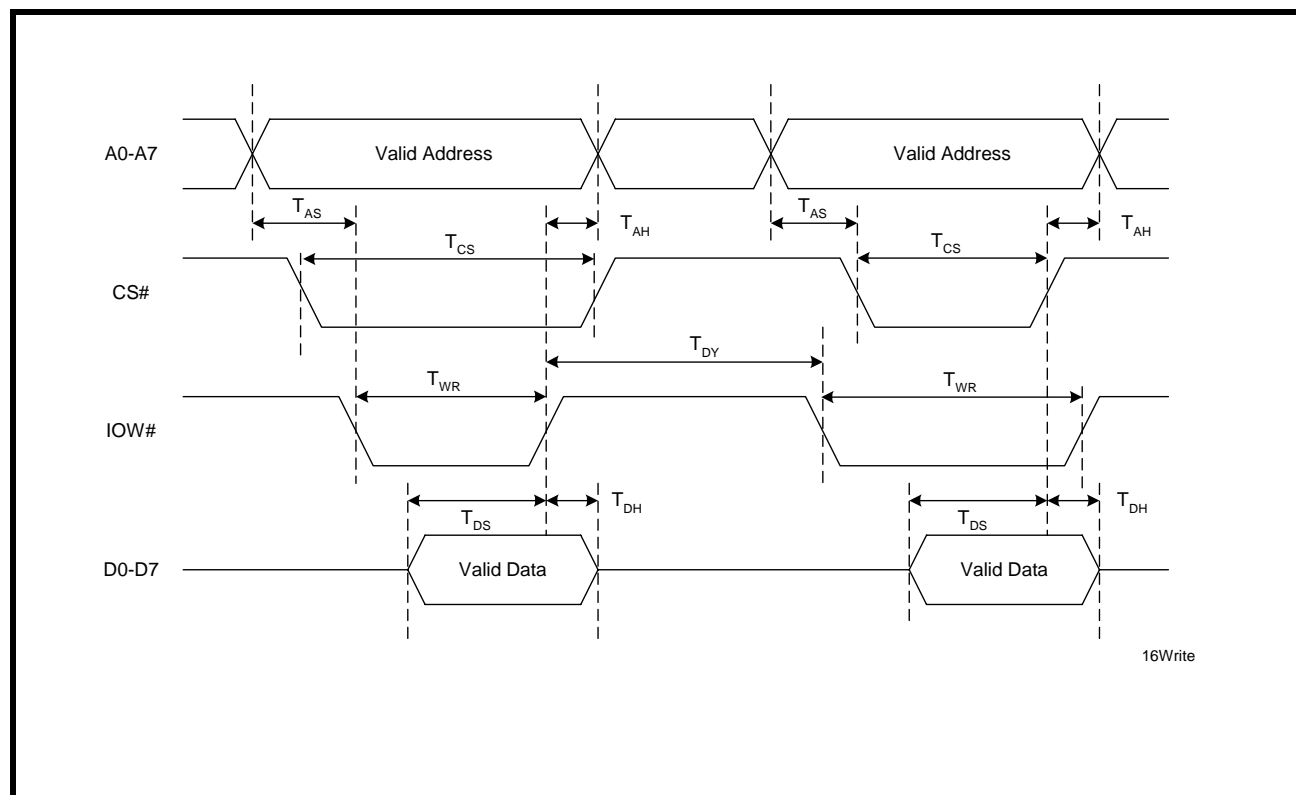 A0-A7
Valid Address
Valid Address
TAS
TAH
TAS
TAH
TCS
TCS
CS#
TDY
TWR
TWR
IOW#
TDS
TDH
TDS
TDH
D0-D7
Valid Data
Valid Data
16Write